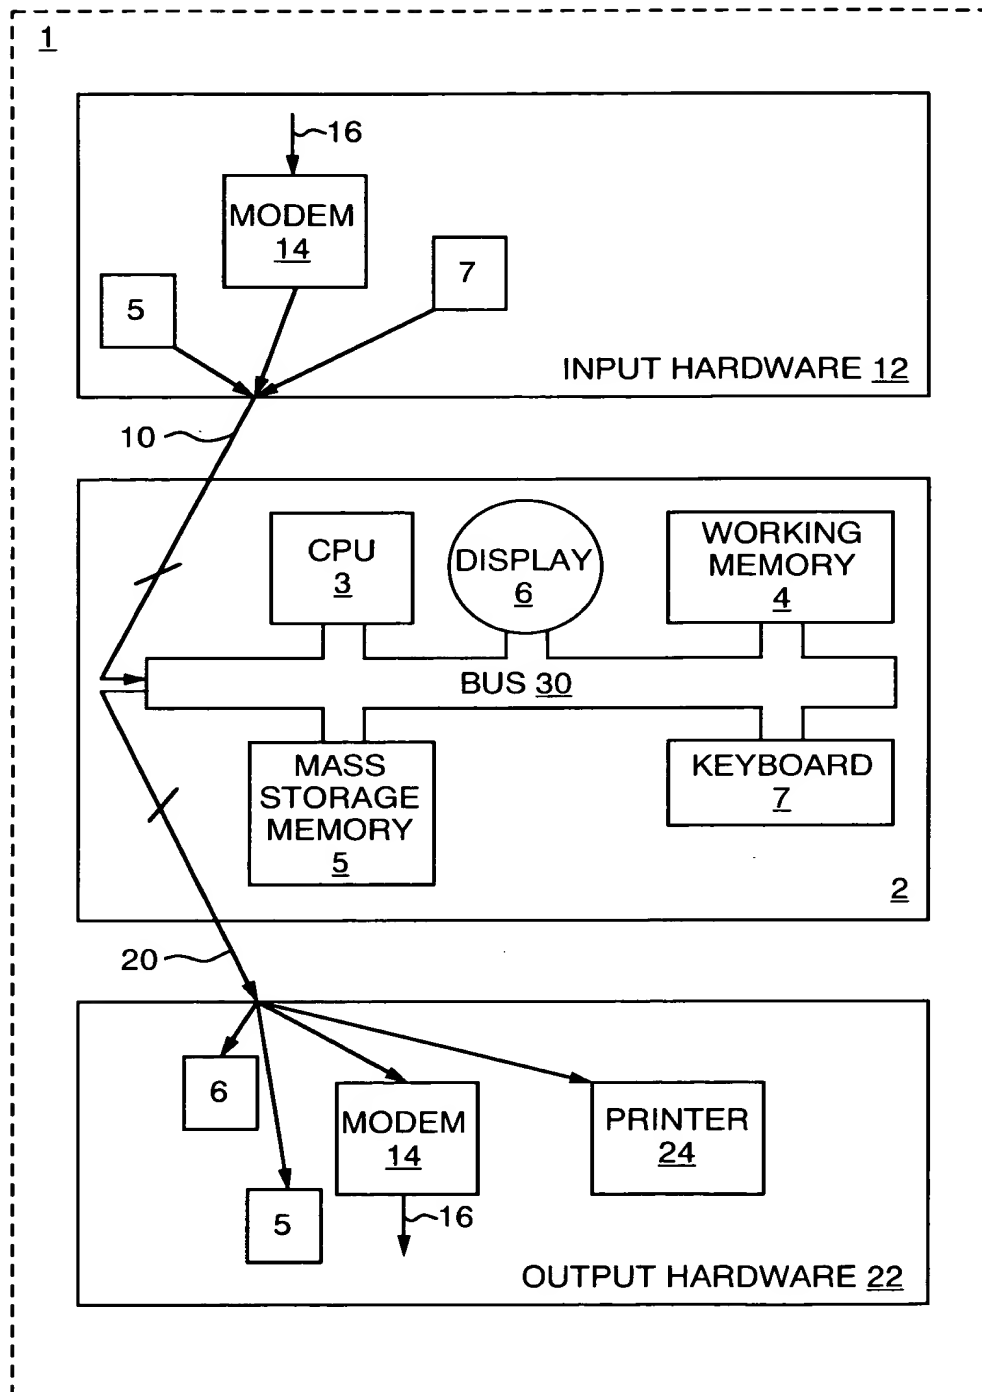 1
16
MODEM
14
7
5
INPUT HARDWARE 12
10
CPU
3
DISPLAY
6
WORKING
MEMORY
4
BUS 30
MASS
STORAGE
MEMORY
5
KEYBOARD
7
2
20
6
MODEM
14
PRINTER
24
5
16
OUTPUT HARDWARE 22